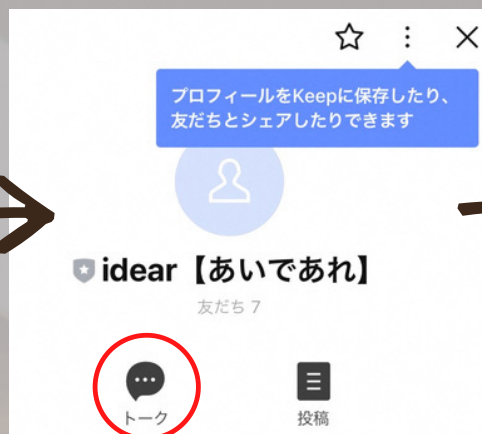 プロフィールをKeepに保存したり、
友だちとシェアしたりできます
idear【あいであれ】
友だち 7
トーク
投稿